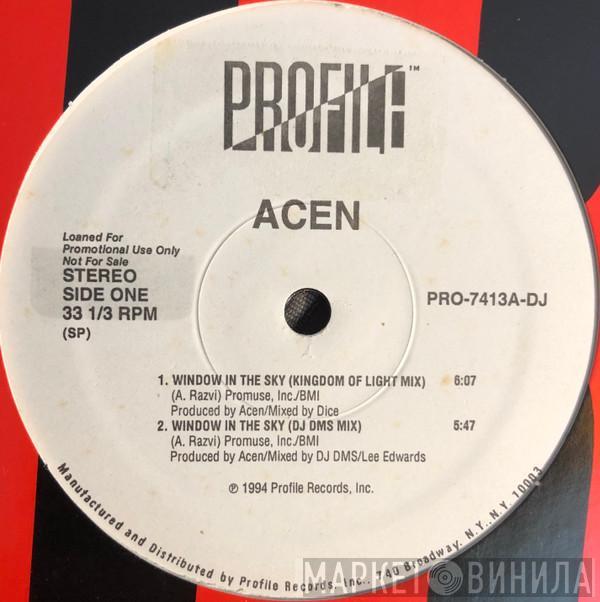 PROFILE™
ACEN
Loaned For
Promotional Use Only
Not For Sale
STEREO
SIDE ONE
33 1/3 RPM
(SP)
PRO-7413A-DJ
1. WINDOW IN THE SKY (KINGDOM OF LIGHT MIX) 6:07
(A. Razvi) Promuse, Inc./BMI
Produced by Acen/Mixed by Dice
2. WINDOW IN THE SKY (DJ DMS MIX) 5:47
(A. Razvi) Promuse, Inc./BMI
Produced by Acen/Mixed by DJ DMS/Lee Edwards
℗ 1994 Profile Records, Inc.
Manufactured and Distributed by Profile Records, Inc., 740 Broadway, N.Y., N.Y. 10003
МАРКЕТ ВИНИЛА